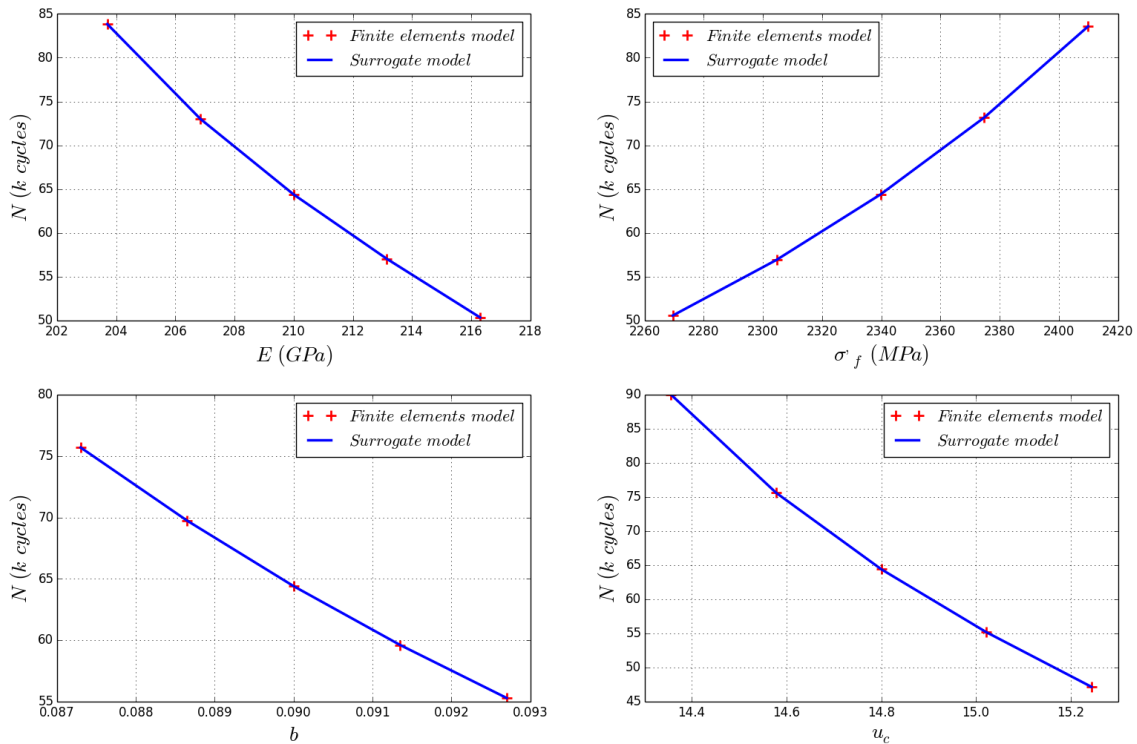 85
80
75
70
65
60
55
50
N (k cycles)
Finite elements model
Surrogate model
202 204 206 208 210 212 214 216 218
E (GPa)
85
80
75
70
65
60
55
50
N (k cycles)
Finite elements model
Surrogate model
2260 2280 2300 2320 2340 2360 2380 2400 2420
σ'f (MPa)
80
75
70
65
60
55
N (k cycles)
Finite elements model
Surrogate model
0.087 0.088 0.089 0.090 0.091 0.092 0.093
b
90
85
80
75
70
65
60
55
50
45
N (k cycles)
Finite elements model
Surrogate model
14.4 14.6 14.8 15.0 15.2
u_c